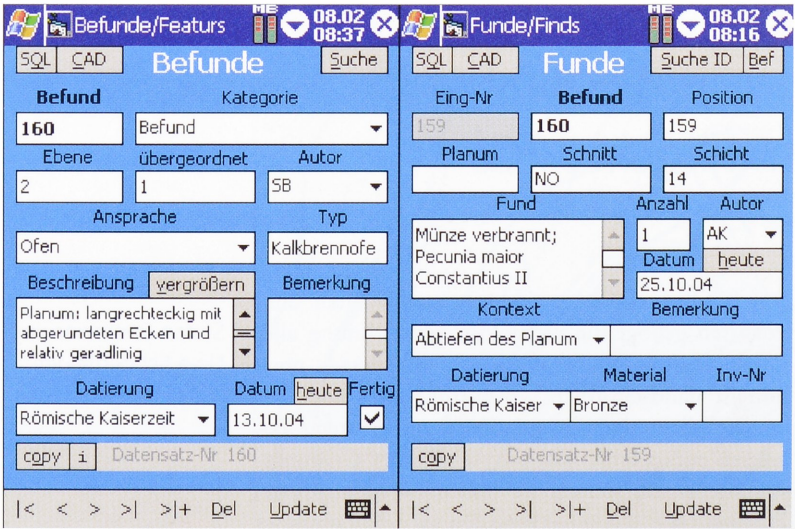 Befunde/Featurs
08.02
08:37
SQL CAD Befunde Suche
Befund Kategorie
160 Befund
Ebene übergeordnet Autor
2 1 SB
Ansprache Typ
Ofen Kalkbrennofe
Beschreibung vergrößern Bemerkung
Planum: langrechteckig mit
abgerundeten Ecken und
relativ geradlinig
Datierung Datum heute Fertig
Römische Kaiserzeit 13.10.04
copy i Datensatz-Nr 160
|< < > >| >|+ Del Update
Funde/Finds
08.02
08:16
SQL CAD Funde Suche ID Bef
Eing-Nr Befund Position
159 160 159
Planum Schnitt Schicht
NO 14
Fund Anzahl Autor
Münze verbrannt;
Pecunia maior
Constantius II
1 AK
Datum heute
25.10.04
Kontext Bemerkung
Abtiefen des Planum
Datierung Material Inv-Nr
Römische Kaiser Bronze
copy Datensatz-Nr 159
|< < > >| >|+ Del Update